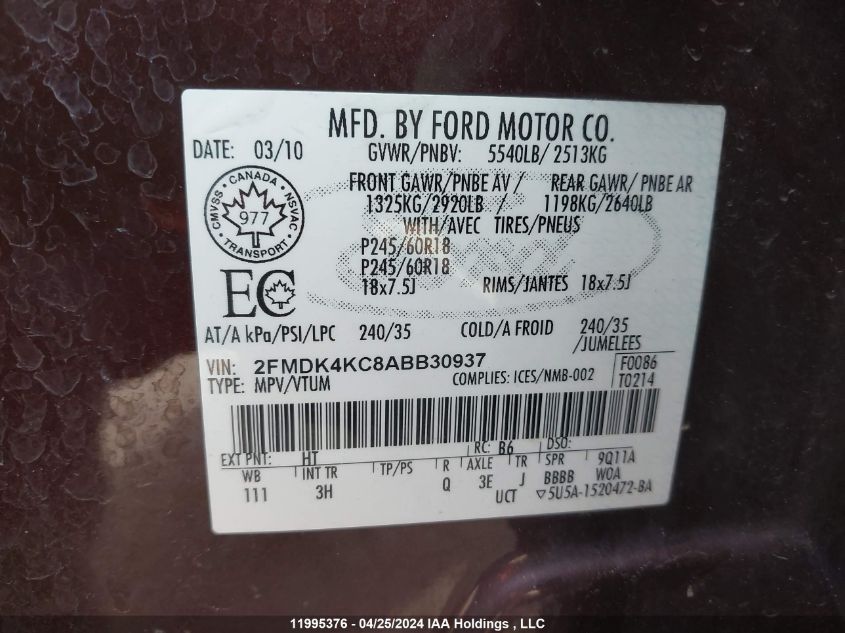 MFD. BY FORD MOTOR CO.
DATE: 03/10 GVWR/PNBV: 5540LB/ 2513KG
FRONT GAWR/PNBE AV / REAR GAWR/ PNBE AR
1325KG/2920LB / 1198KG/2640LB
WITH/AVEC TIRES/PNEUS
CMVSS • CANADA • NSVAC
977
TRANSPORT
P245/60R18
P245/60R18
18x7.5J RIMS/JANTES 18x7.5J
EC
AT/A kPa/PSI/LPC 240/35 COLD/A FROID 240/35
/JUMELEES
VIN: 2FMDK4KC8ABB30937 F0086
TYPE: MPV/VTUM COMPLIES: ICES/NMB-002 T0214
EXT PNT: HT RC: B6 DSO:
WB INT TR TP/PS R AXLE TR SPR 9Q11A
111 3H Q 3E J BBBB WOA
UCT ▽5U5A-1520472-BA
11995376 - 04/25/2024 IAA Holdings , LLC